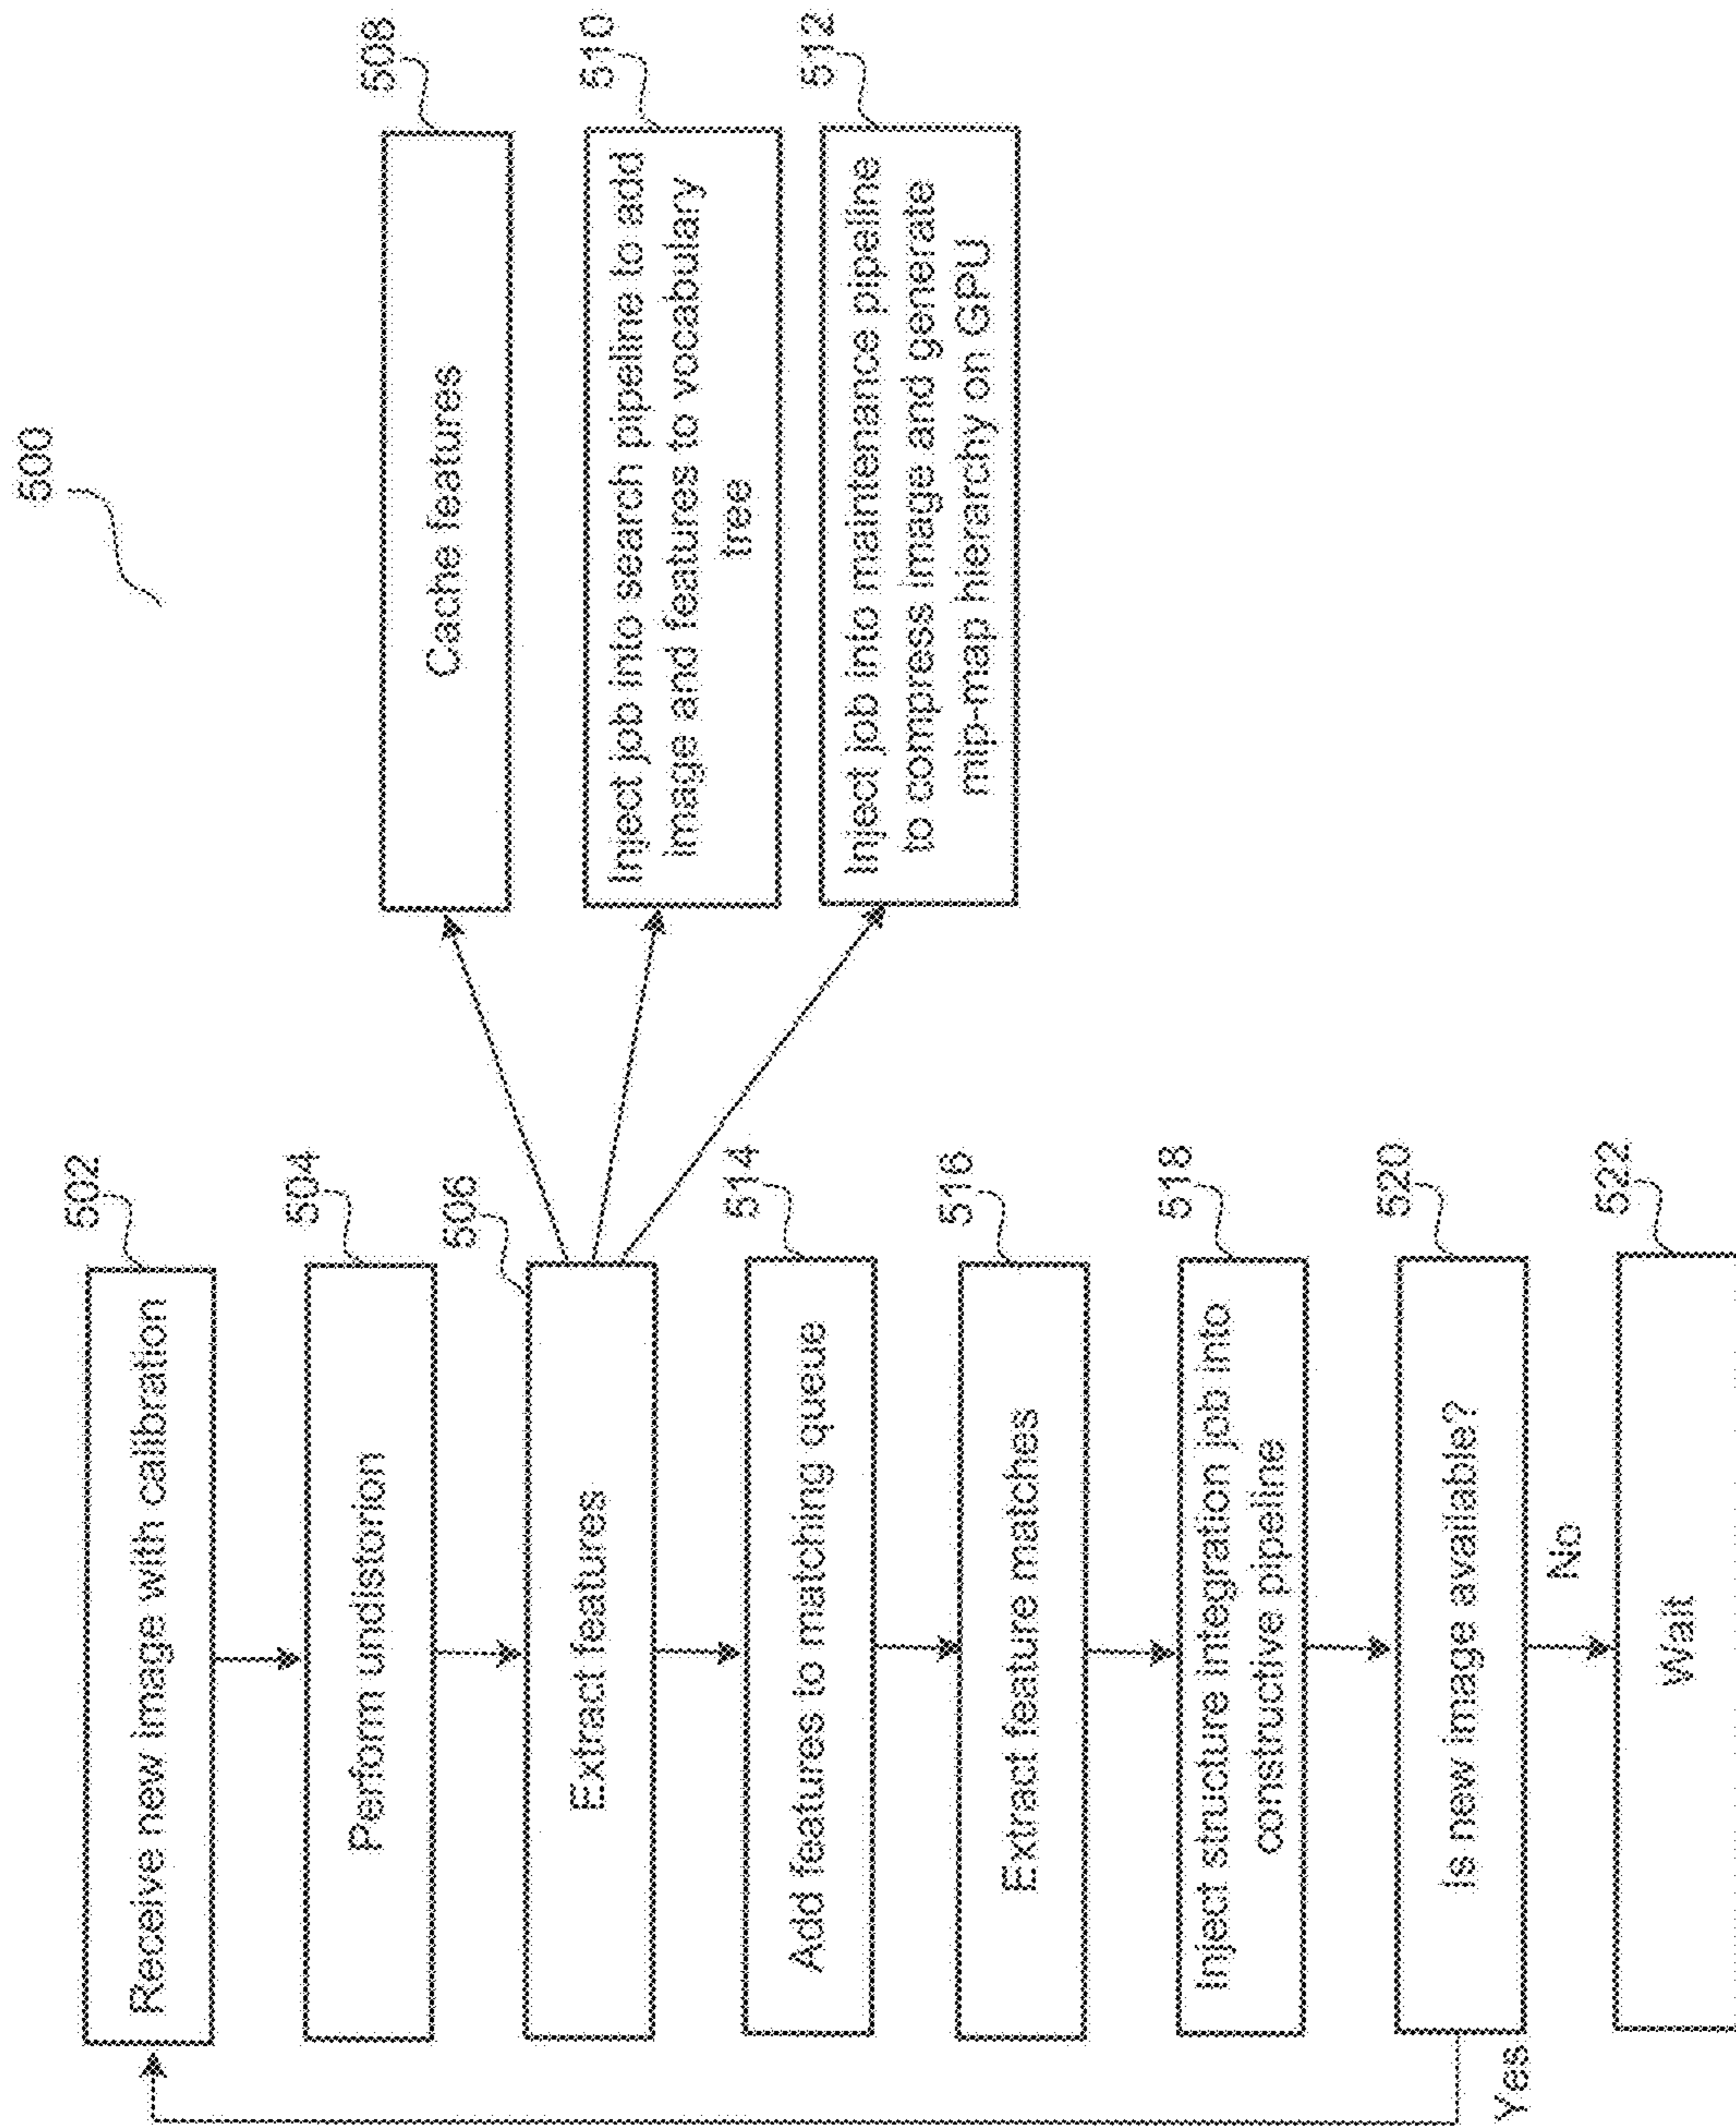 500
502
Receive new image with calibration
504
Perform undistortion
506
Extract features
508
Cache features
510
Inject job into search pipeline to add
image and features to vocabulary
tree
512
Inject job into maintenance pipeline
to compress image and generate
mip-map hierarchy on GPU
514
Add features to matching queue
516
Extract feature matches
518
Inject structure integration job into
constructive pipeline
520
Is new image available?
Yes
No
522
Wait